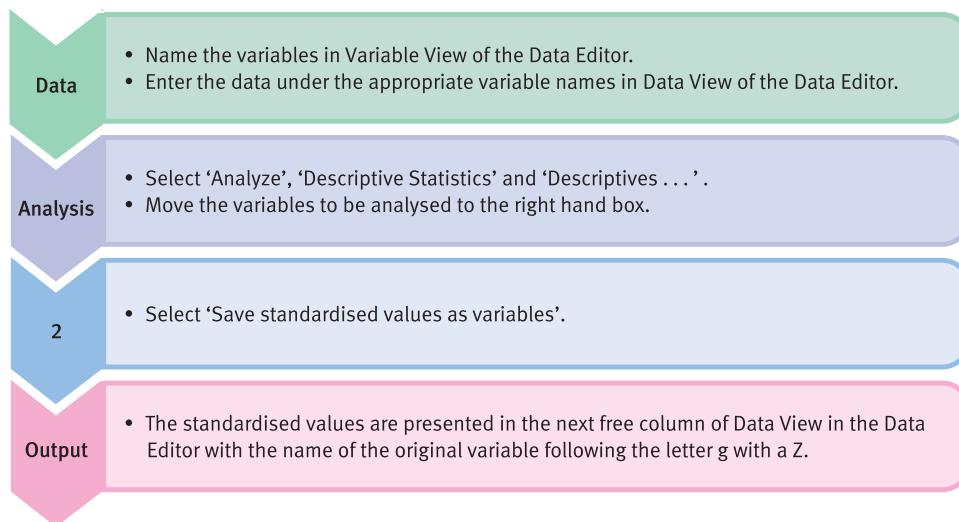 Data
• Name the variables in Variable View of the Data Editor.
• Enter the data under the appropriate variable names in Data View of the Data Editor.
Analysis
• Select ‘Analyze’, ‘Descriptive Statistics’ and ‘Descriptives . . . ’ .
• Move the variables to be analysed to the right hand box.
2
• Select ‘Save standardised values as variables’.
Output
• The standardised values are presented in the next free column of Data View in the Data
Editor with the name of the original variable following the letter g with a Z.